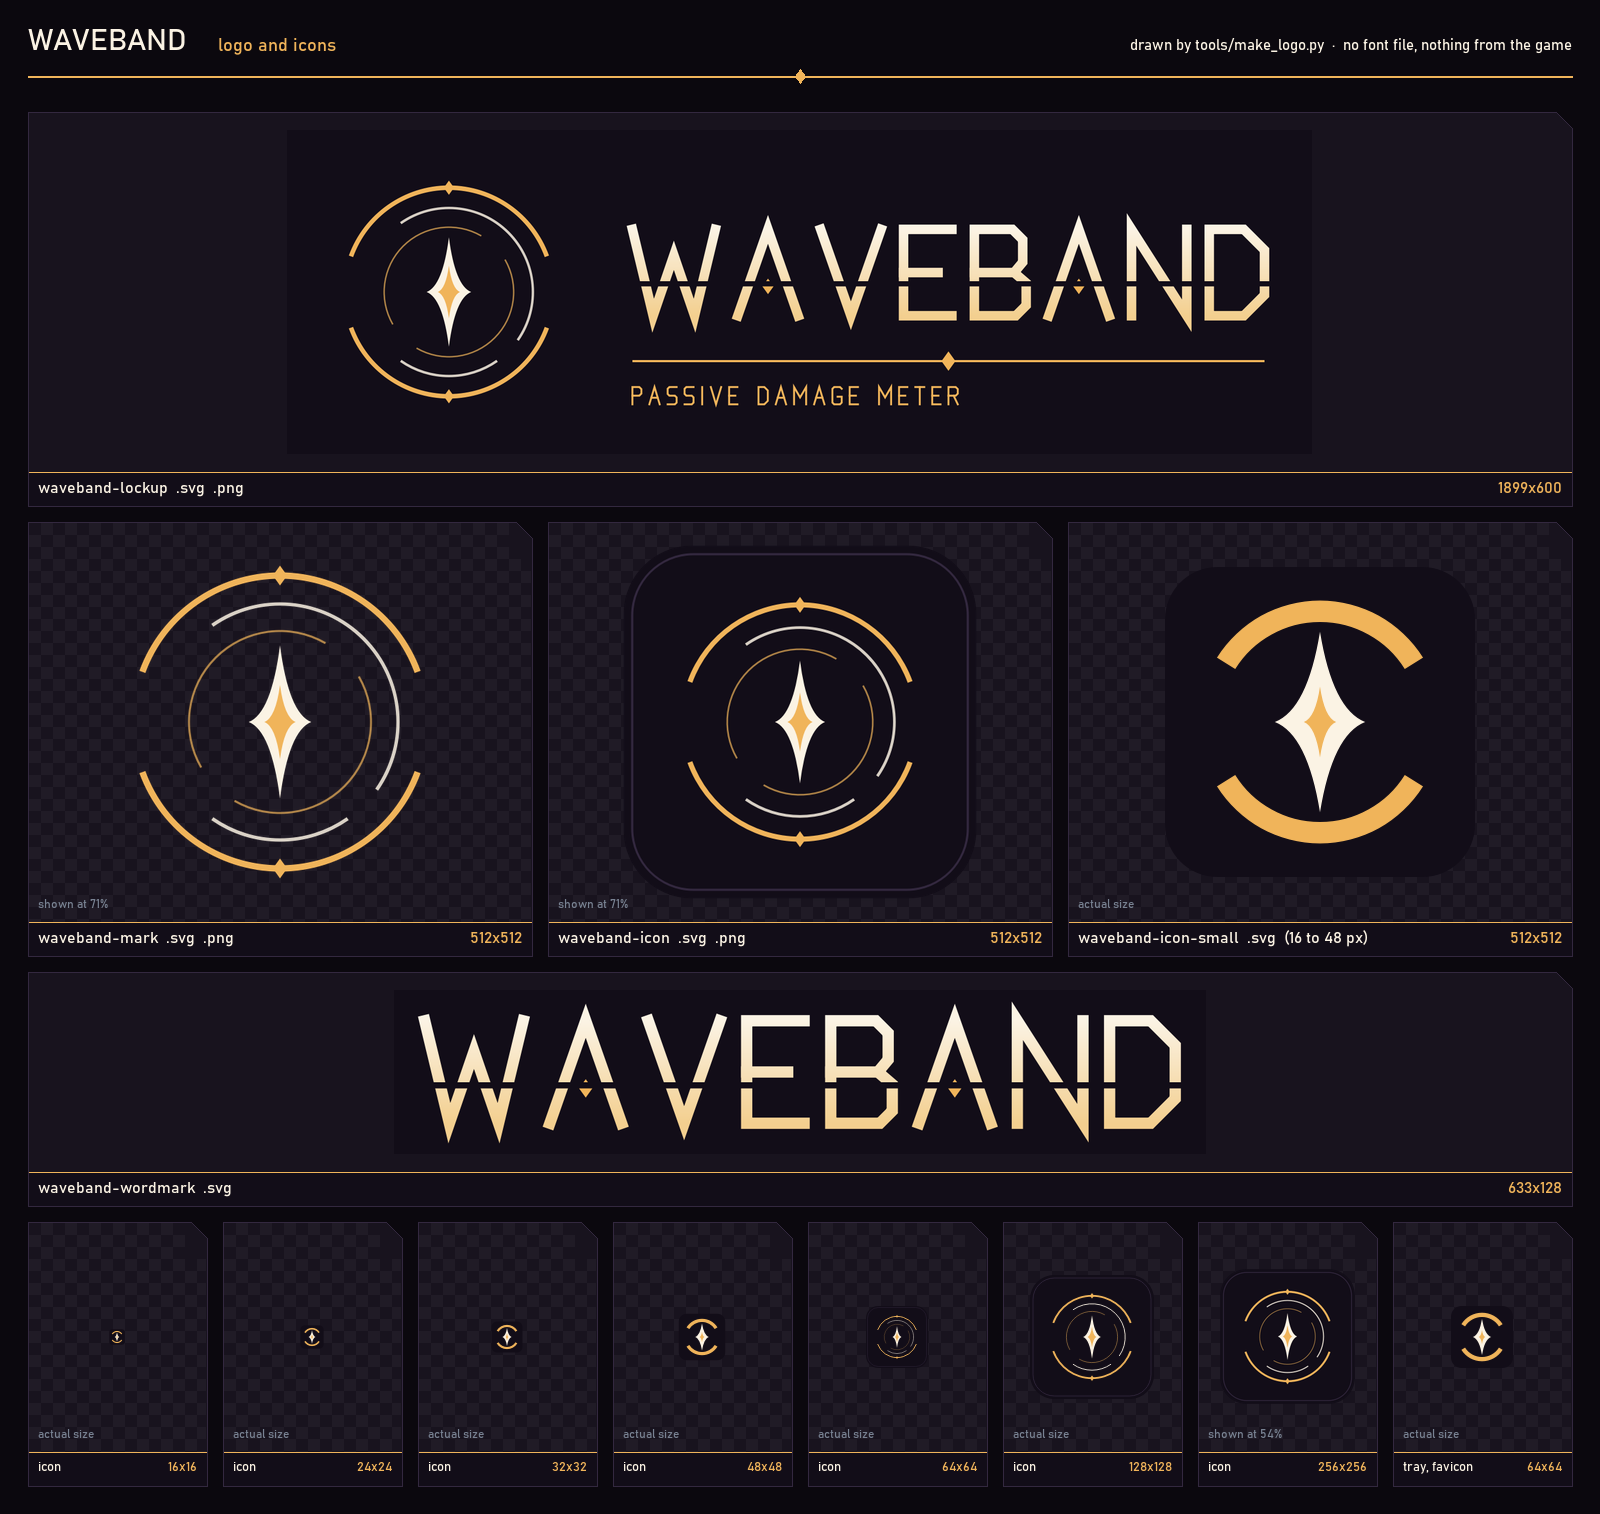 WAVEBAND logo and icons drawn by tools/make_logo.py · no font file, nothing from the game
WAVEBAND
PASSIVE DAMAGE METER
waveband-lockup .svg .png 1899x600
shown at 71%
waveband-mark .svg .png 512x512
shown at 71%
waveband-icon .svg .png 512x512
actual size
waveband-icon-small .svg (16 to 48 px) 512x512
WAVEBAND
waveband-wordmark .svg 633x128
actual size
icon 16x16
actual size
icon 24x24
actual size
icon 32x32
actual size
icon 48x48
actual size
icon 64x64
actual size
icon 128x128
shown at 54%
icon 256x256
actual size
tray, favicon 64x64